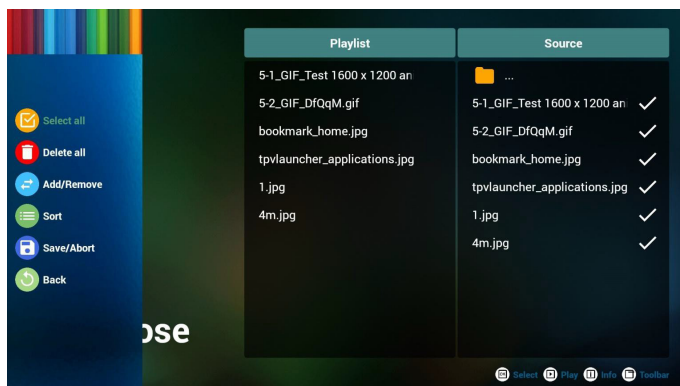 Playlist
Source
5-1_GIF_Test 1600 x 1200 an
...
5-2_GIF_DfQqM.gif
5-1_GIF_Test 1600 x 1200 an
bookmark_home.jpg
5-2_GIF_DfQqM.gif
tpvlauncher_applications.jpg
bookmark_home.jpg
1.jpg
tpvlauncher_applications.jpg
4m.jpg
1.jpg
4m.jpg
Select all
Delete all
Add/Remove
Sort
Save/Abort
Back
ose
Select
Play
Info
Toolbar